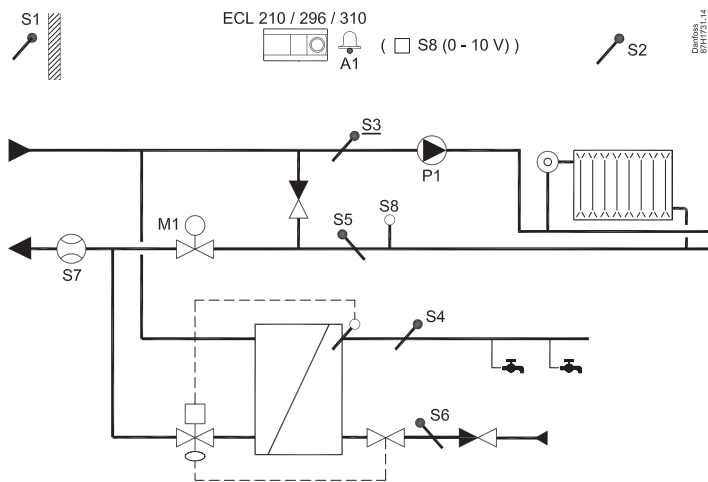 S1
ECL 210 / 296 / 310
A1
( S8 (0 - 10 V) )
S2
Danfoss
87H1731.14
S3
P1
M1
S5
S8
S7
S4
S6